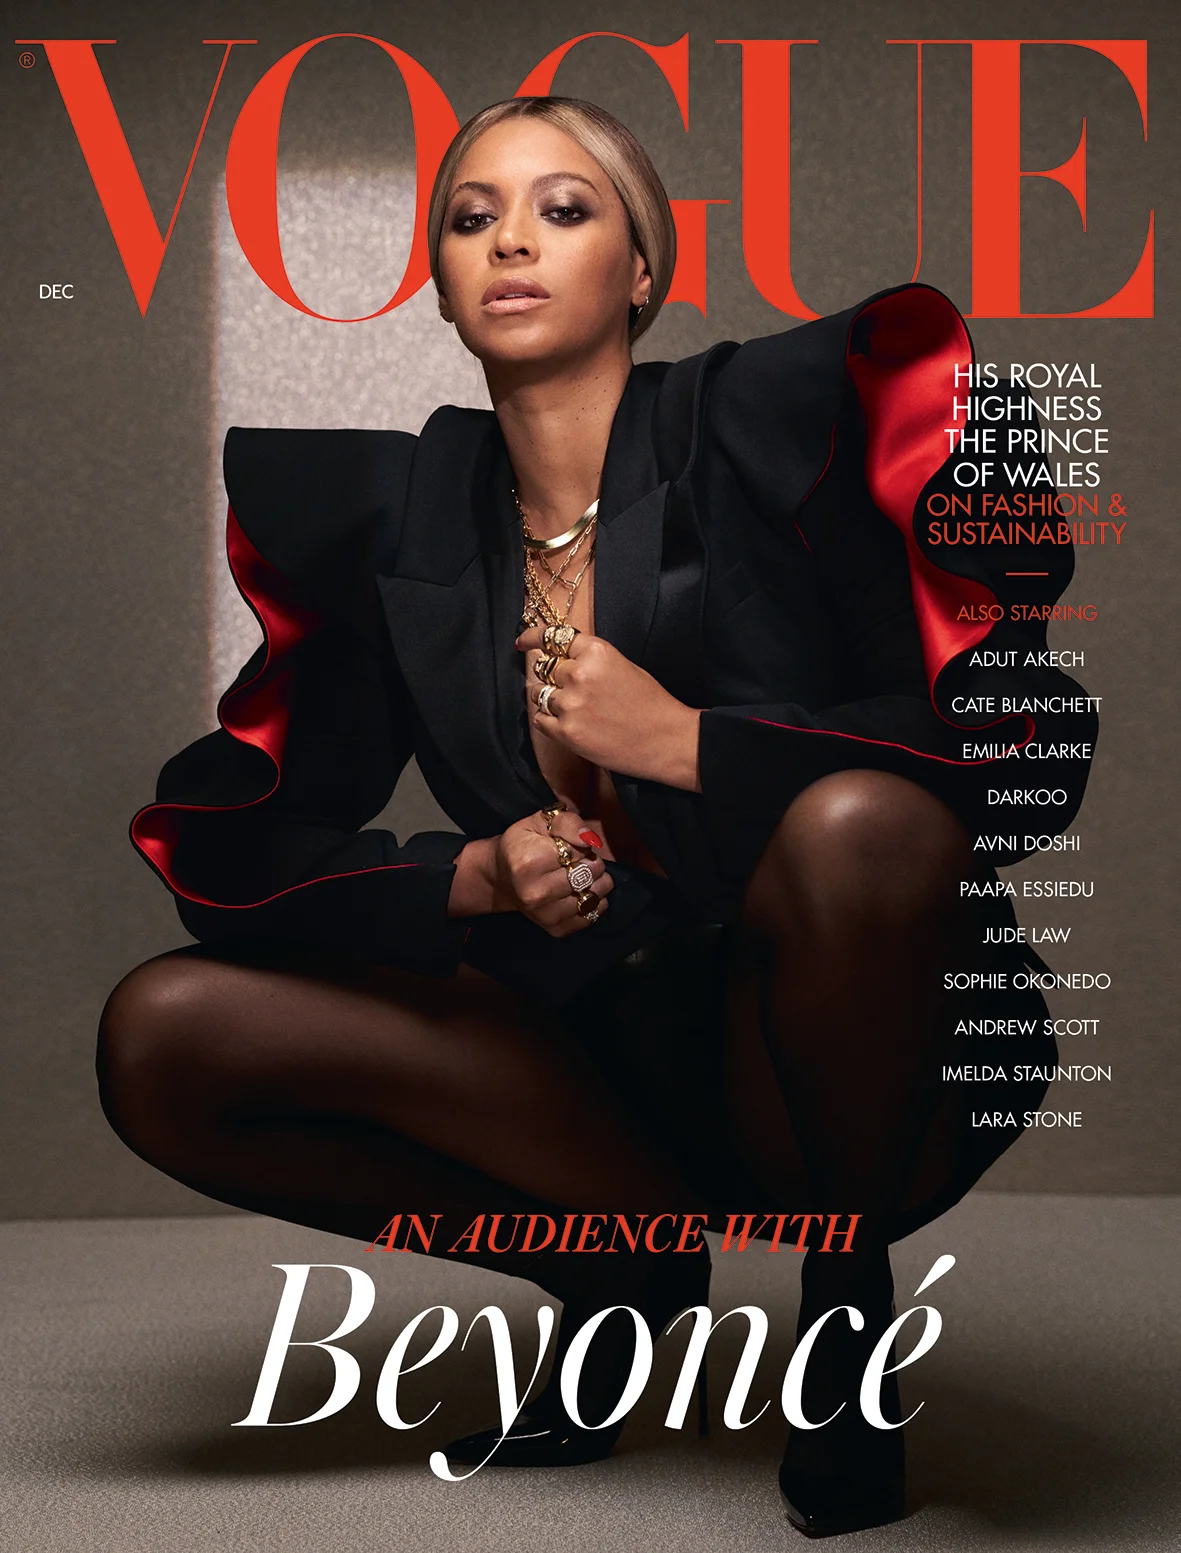 VOGUE
®
DEC
HIS ROYAL
HIGHNESS
THE PRINCE
OF WALES
ON FASHION &
SUSTAINABILITY
ALSO STARRING
ADUT AKECH
CATE BLANCHETT
EMILIA CLARKE
DARKOO
AVNI DOSHI
PAAPA ESSIEDU
JUDE LAW
SOPHIE OKONEDO
ANDREW SCOTT
IMELDA STAUNTON
LARA STONE
AN AUDIENCE WITH
Beyoncé